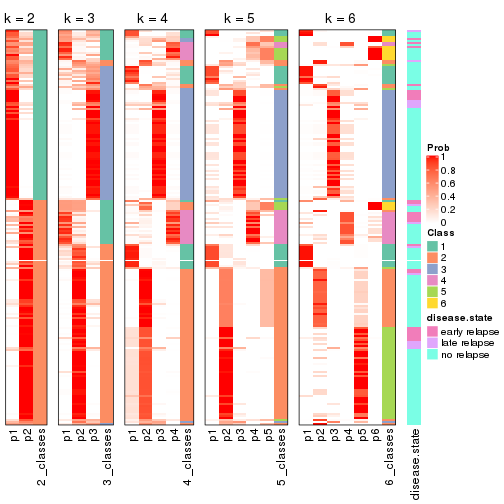 k = 2 k = 3 k = 4 k = 5 k = 6
Prob
1
0.8
0.6
0.4
0.2
0
Class
1
2
3
4
5
6
disease.state
early relapse
late relapse
no relapse
p1 p2 2_classes p1 p2 p3 3_classes p1 p2 p3 p4 4_classes p1 p2 p3 p4 p5 5_classes p1 p2 p3 p4 p5 p6 6_classes disease.state